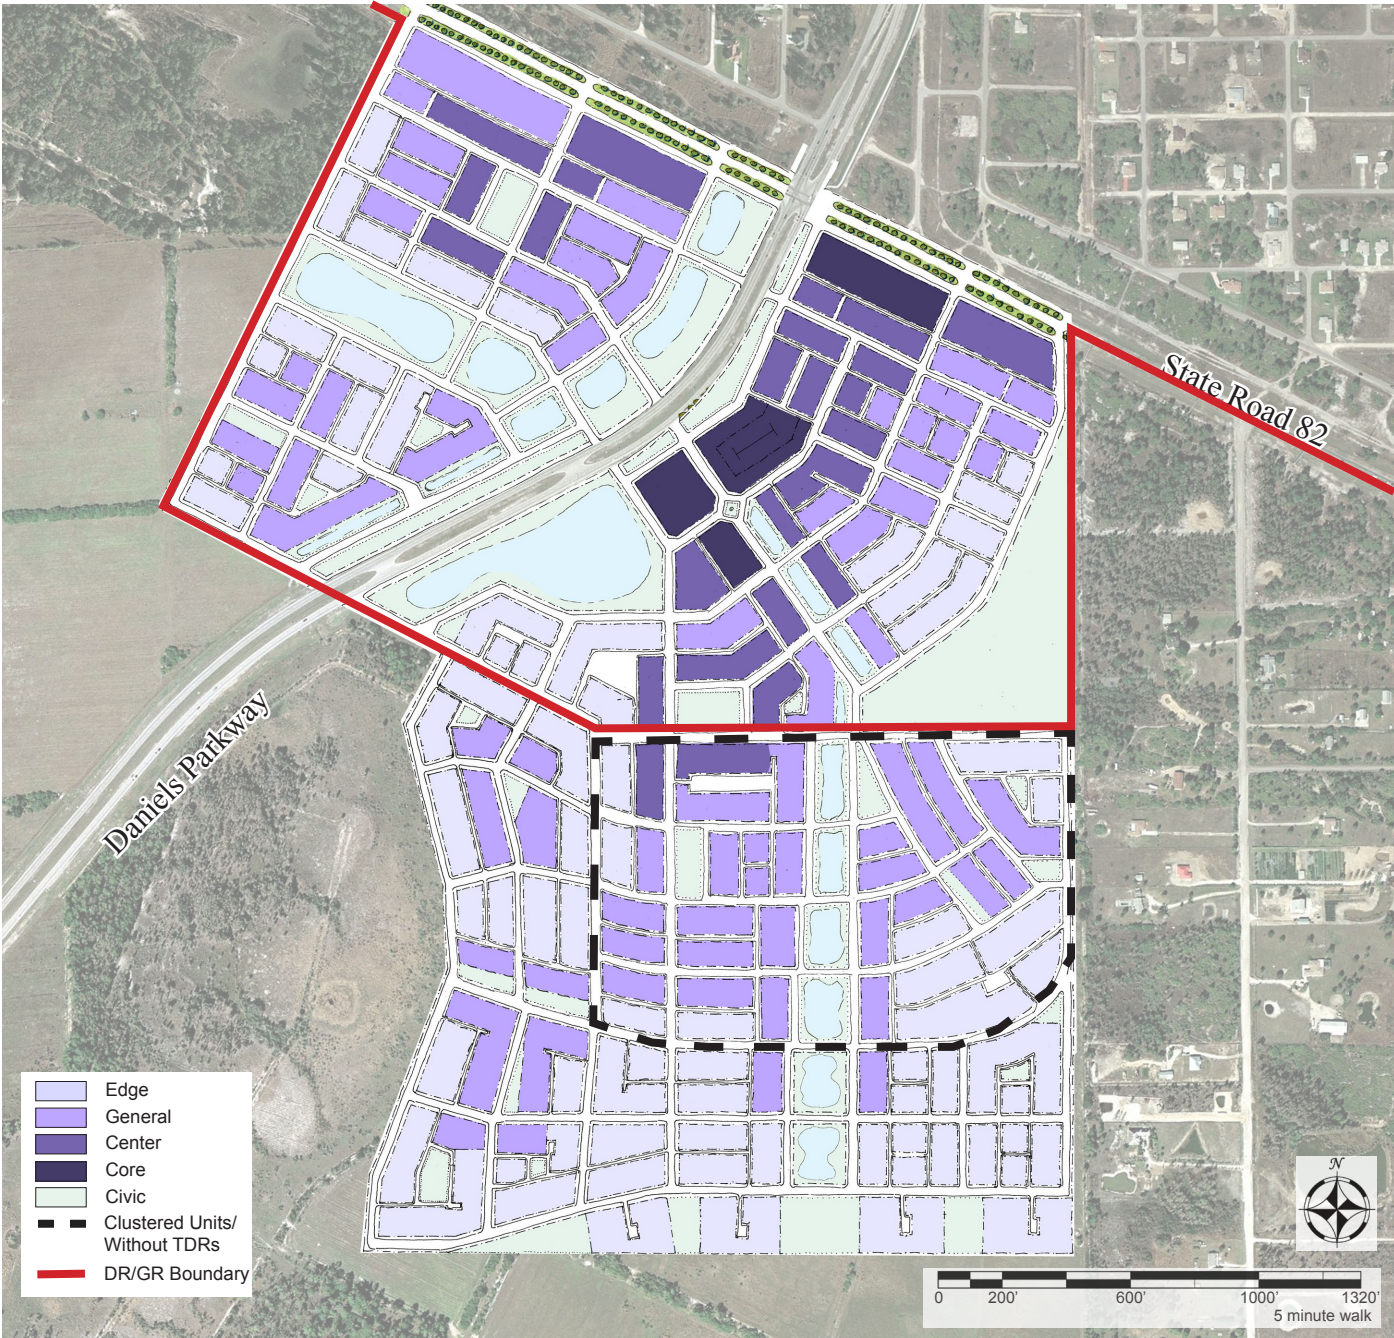 State Road 82
Daniels Parkway
Edge
General
Center
Core
Civic
Clustered Units/
Without TDRs
DR/GR Boundary
N
0 200' 600' 1000' 1320'
5 minute walk